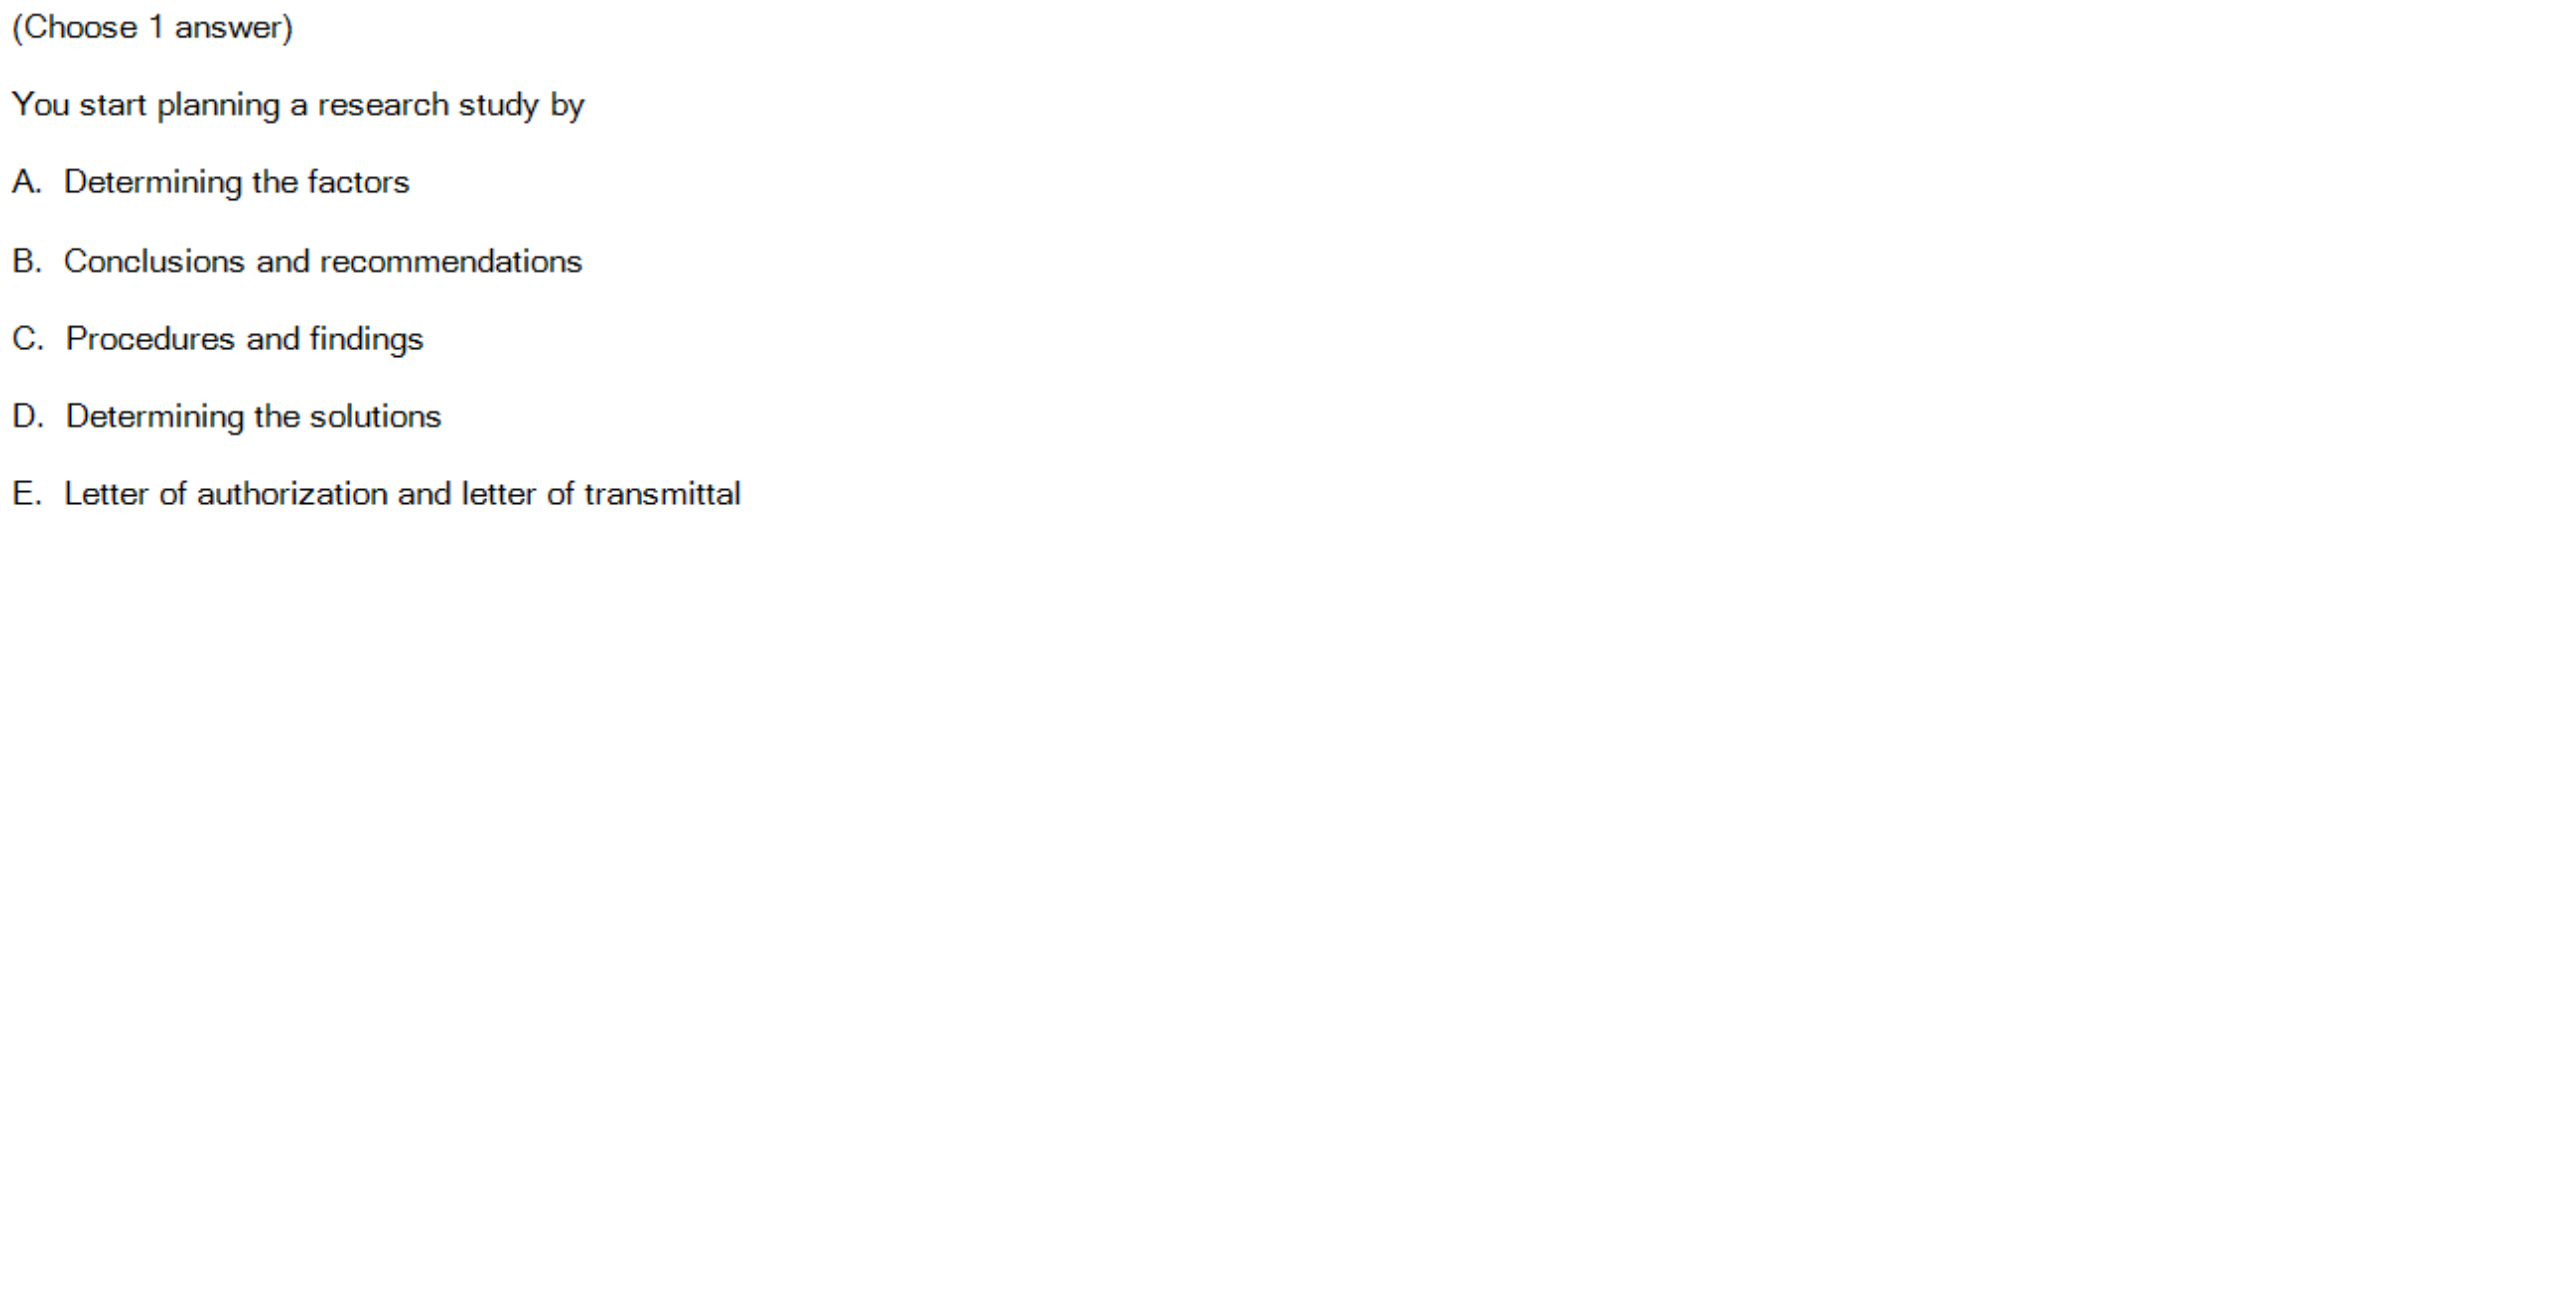 (Choose 1 answer)
You start planning a research study by
A. Determining the factors
B. Conclusions and recommendations
C. Procedures and findings
D. Determining the solutions
E. Letter of authorization and letter of transmittal